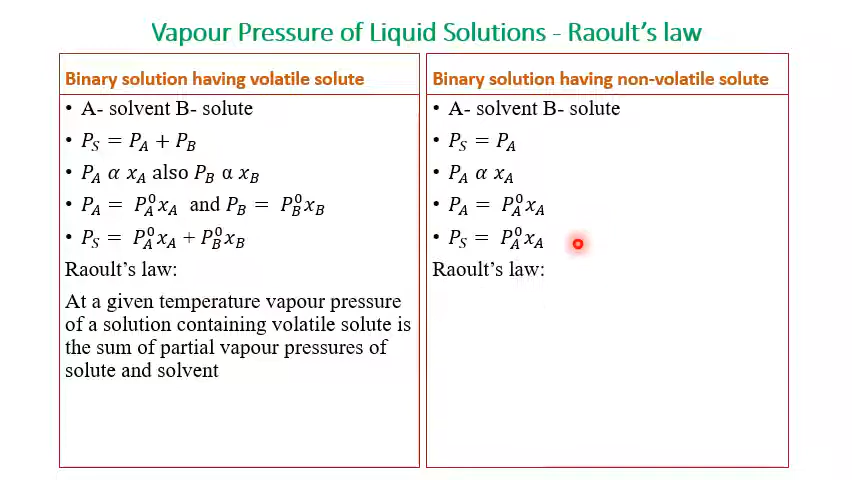 Vapour Pressure of Liquid Solutions - Raoult's law
Binary solution having volatile solute
• A- solvent B- solute
• P_S = P_A + P_B
• P_A α x_A also P_B α x_B
• P_A = P_A^0 x_A and P_B = P_B^0 x_B
• P_S = P_A^0 x_A + P_B^0 x_B
Raoult's law:
At a given temperature vapour pressure
of a solution containing volatile solute is
the sum of partial vapour pressures of
solute and solvent
Binary solution having non-volatile solute
• A- solvent B- solute
• P_S = P_A
• P_A α x_A
• P_A = P_A^0 x_A
• P_S = P_A^0 x_A
Raoult's law: